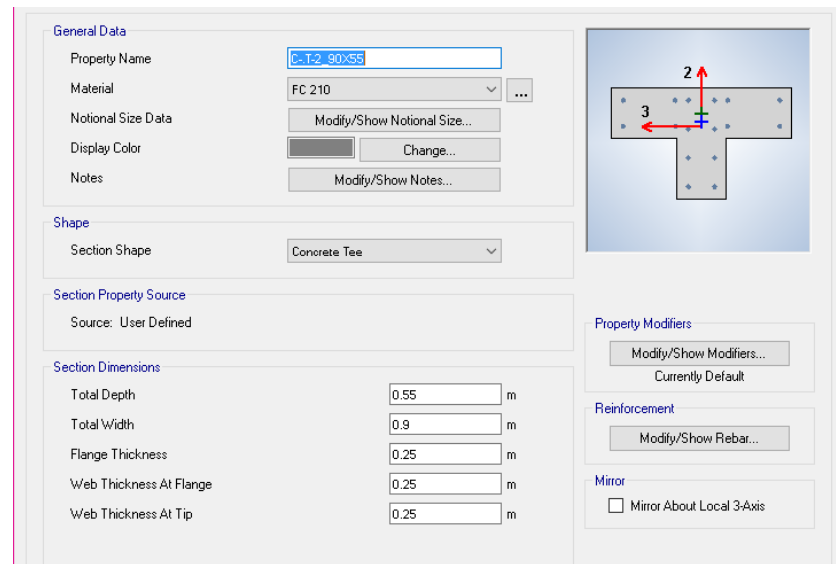 General Data
Property Name C-.T-2_90X55
Material FC 210 ...
Notional Size Data Modify/Show Notional Size...
Display Color Change...
Notes Modify/Show Notes...
2
3
Shape
Section Shape Concrete Tee
Section Property Source
Source: User Defined
Property Modifiers
Modify/Show Modifiers...
Currently Default
Section Dimensions
Total Depth 0.55 m
Total Width 0.9 m
Flange Thickness 0.25 m
Web Thickness At Flange 0.25 m
Web Thickness At Tip 0.25 m
Reinforcement
Modify/Show Rebar...
Mirror
Mirror About Local 3-Axis